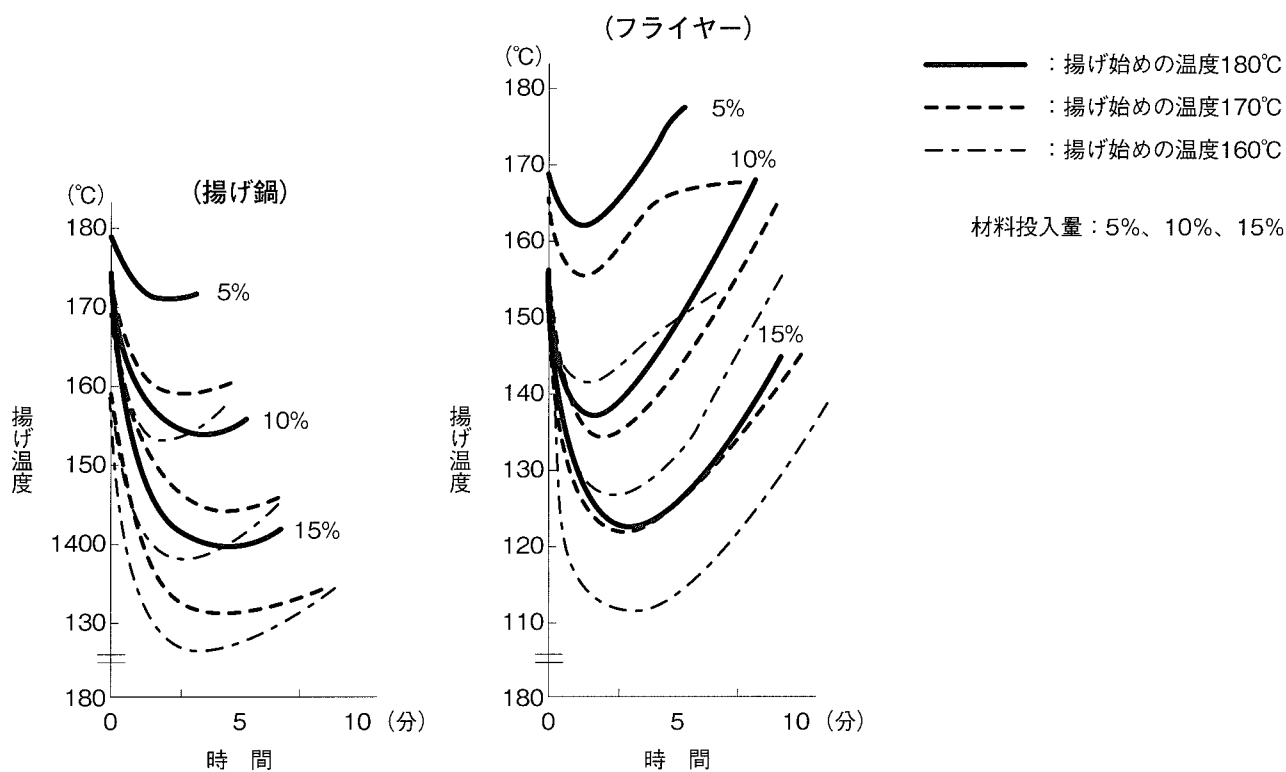 (フライヤー)
(℃)
180
170
160
150
140
130
120
110
180
5%
10%
15%
揚げ温度
0
5
10
(分)
時 間
(揚げ鍋)
(℃)
180
170
160
150
1400
130
180
5%
10%
15%
揚げ温度
0
5
10
(分)
時 間
:揚げ始めの温度180℃
:揚げ始めの温度170℃
:揚げ始めの温度160℃
材料投入量:5%、10%、15%